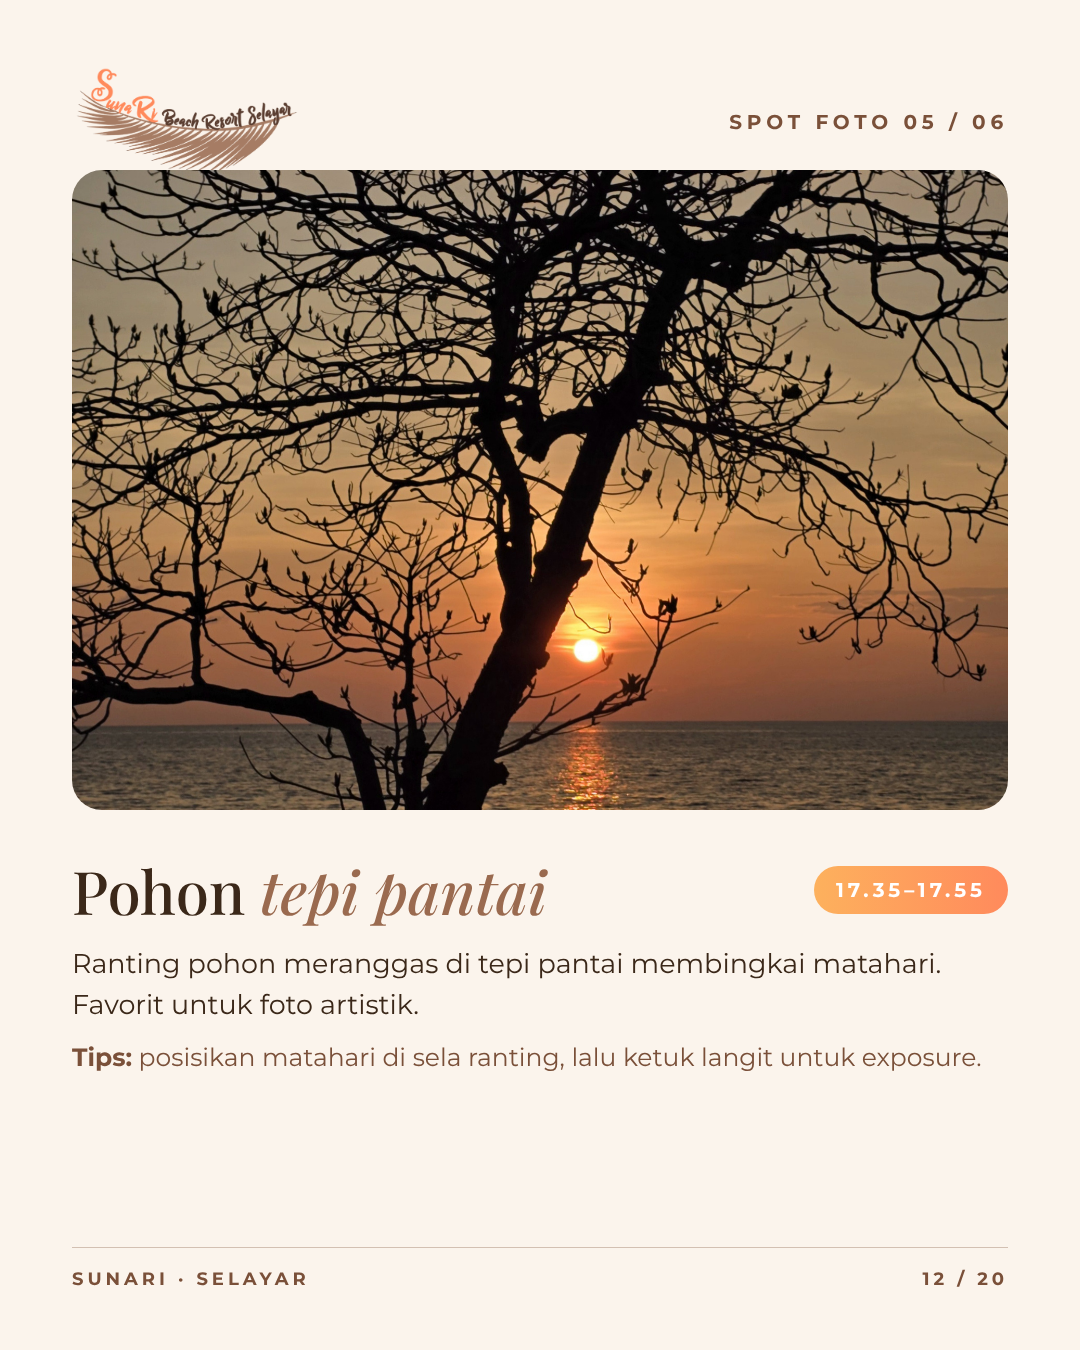 SunaRi Beach Resort Selayar
SPOT FOTO 05 / 06
Pohon tepi pantai
17.35–17.55
Ranting pohon meranggas di tepi pantai membingkai matahari.
Favorit untuk foto artistik.
Tips: posisikan matahari di sela ranting, lalu ketuk langit untuk exposure.
SUNARI · SELAYAR
12 / 20